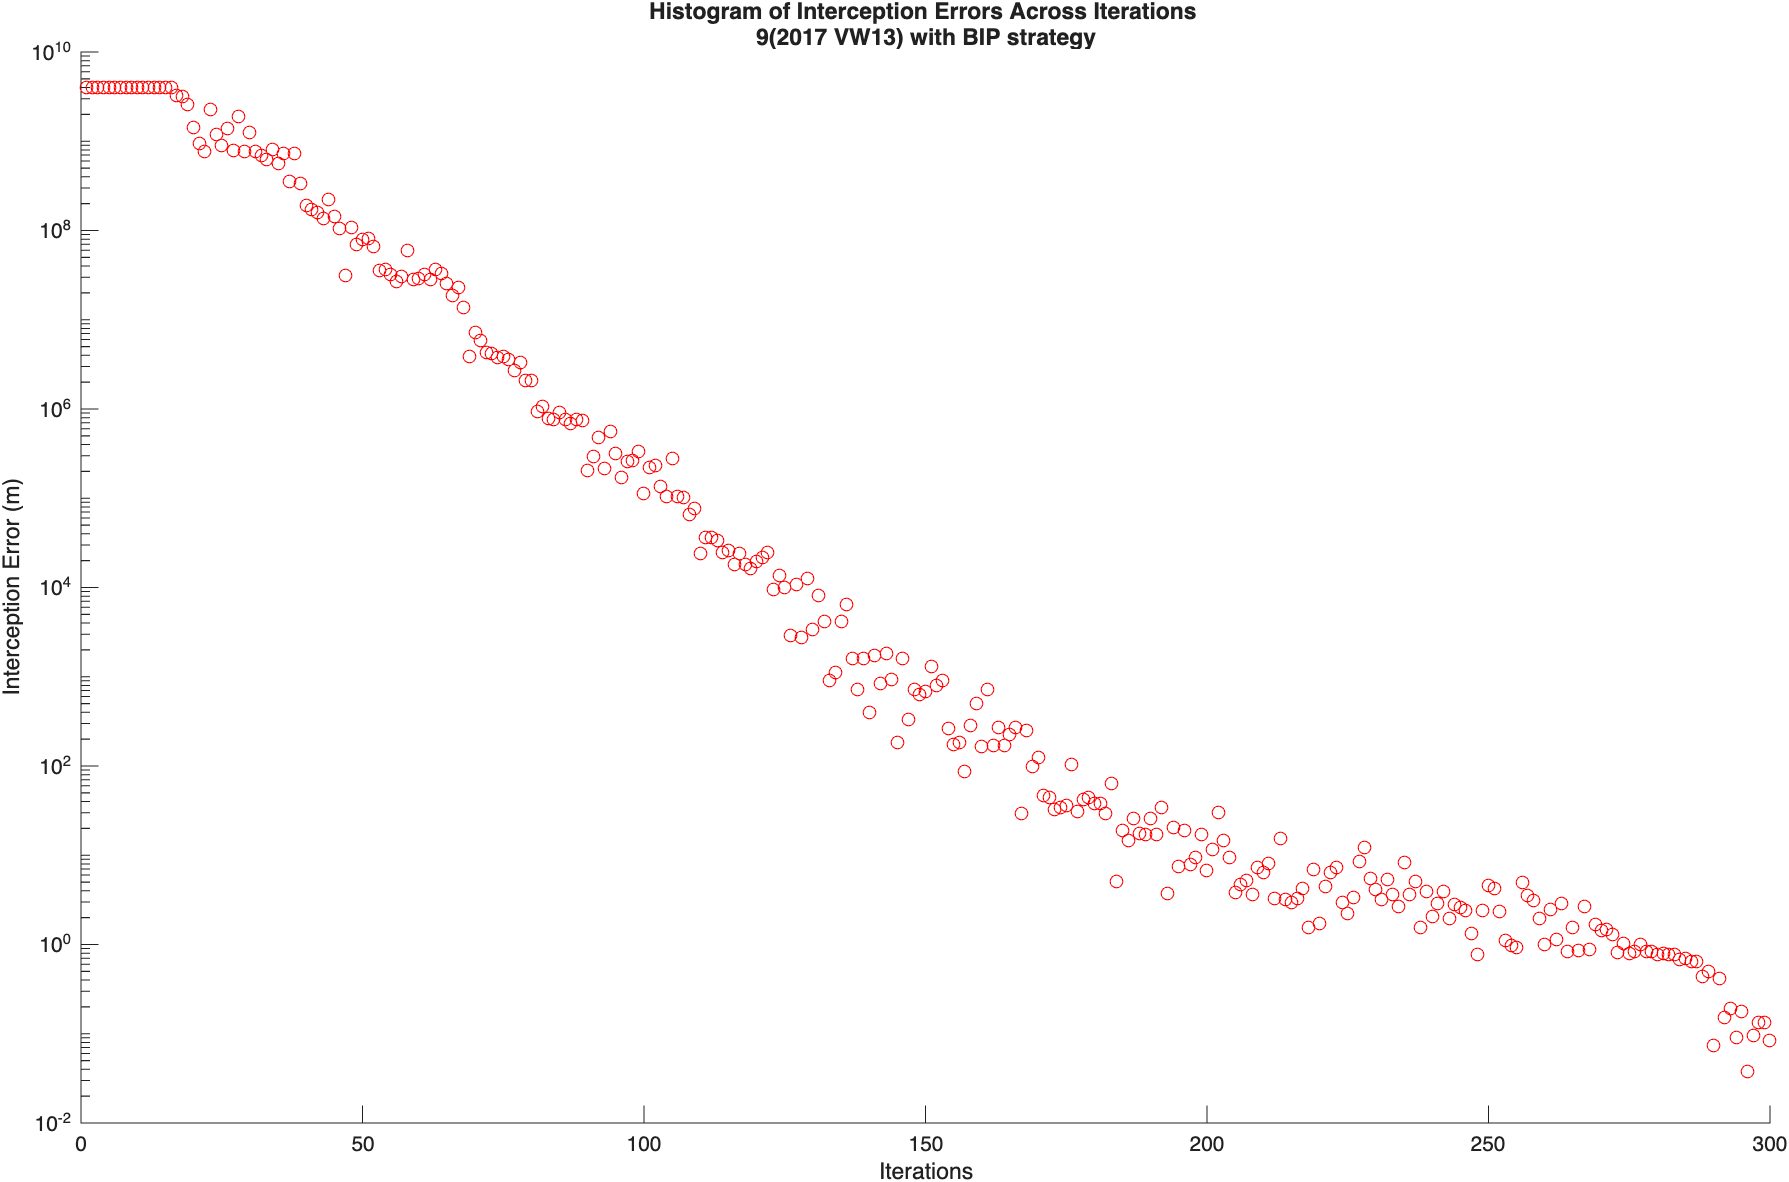 Histogram of Interception Errors Across Iterations
9(2017 VW13) with BIP strategy
10^10
10^8
10^6
10^4
10^2
10^0
10^-2
Interception Error (m)
0 50 100 150 200 250 300
Iterations